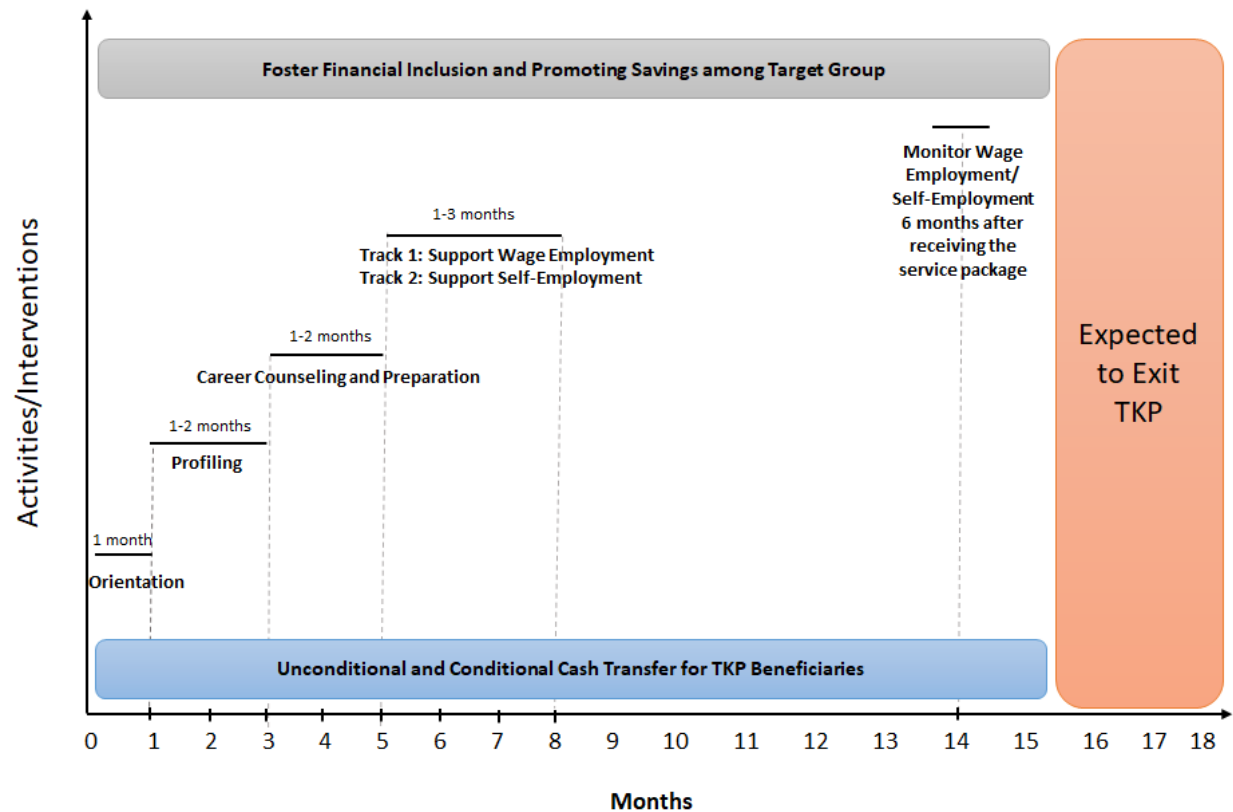 Foster Financial Inclusion and Promoting Savings among Target Group
Monitor Wage
Employment/
Self-Employment
6 months after
receiving the
service package
1-3 months
Track 1: Support Wage Employment
Track 2: Support Self-Employment
1-2 months
Career Counseling and Preparation
1-2 months
Profiling
1 month
Orientation
Expected
to Exit
TKP
Unconditional and Conditional Cash Transfer for TKP Beneficiaries
Activities/Interventions
0 1 2 3 4 5 6 7 8 9 10 11 12 13 14 15 16 17 18
Months